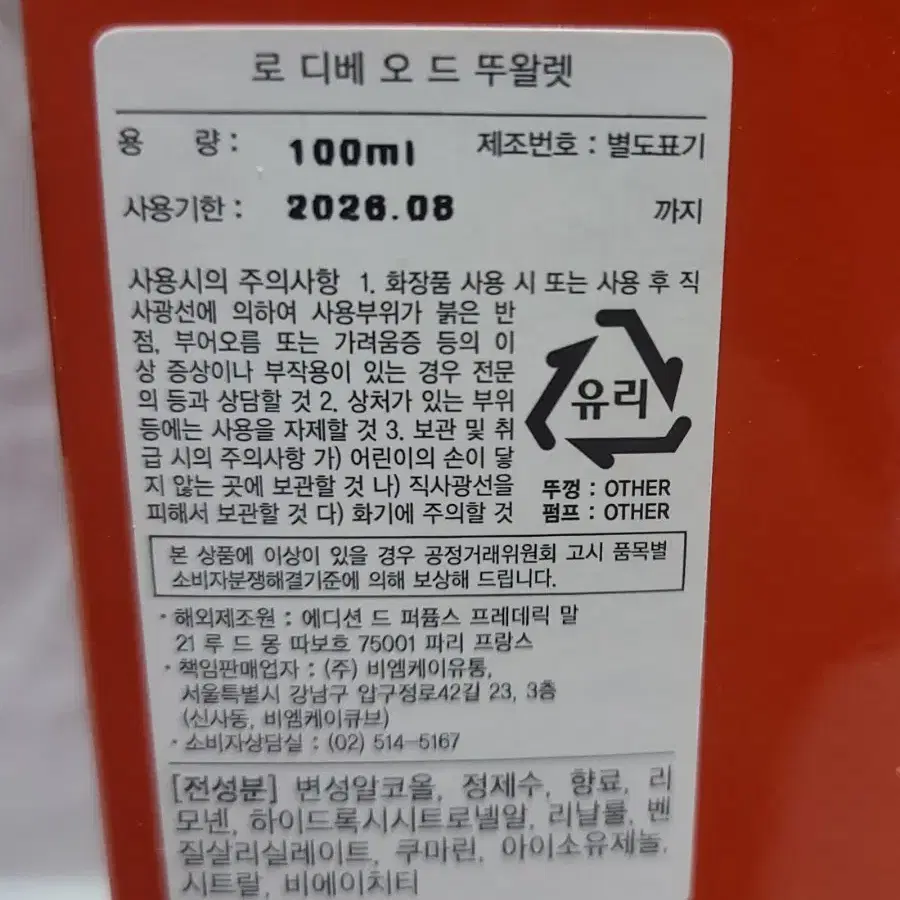 로 디베 오 드 뚜왈렛
용 량 : 100ml 제조번호 : 별도표기
사용기한 : 2026.08 까지
사용시의 주의사항 1. 화장품 사용 시 또는 사용 후 직
사광선에 의하여 사용부위가 붉은 반
점, 부어오름 또는 가려움증 등의 이
상 증상이나 부작용이 있는 경우 전문
의 등과 상담할 것 2. 상처가 있는 부위
등에는 사용을 자제할 것 3. 보관 및 취
급 시의 주의사항 가) 어린이의 손이 닿
지 않는 곳에 보관할 것 나) 직사광선을
피해서 보관할 것 다) 화기에 주의할 것
유리
뚜껑 : OTHER
펌프 : OTHER
본 상품에 이상이 있을 경우 공정거래위원회 고시 품목별
소비자분쟁해결기준에 의해 보상해 드립니다.
· 해외제조원 : 에디션 드 퍼퓸스 프레데릭 말
21 루 드 몽 따보흐 75001 파리 프랑스
· 책임판매업자 : (주) 비엠케이유통,
서울특별시 강남구 압구정로42길 23, 3층
(신사동, 비엠케이큐브)
· 소비자상담실 : (02) 514-5167
[전성분] 변성알코올, 정제수, 향료, 리
모넨, 하이드록시시트로넬알, 리날룰, 벤
질살리실레이트, 쿠마린, 아이소유제놀,
시트랄, 비에이치티